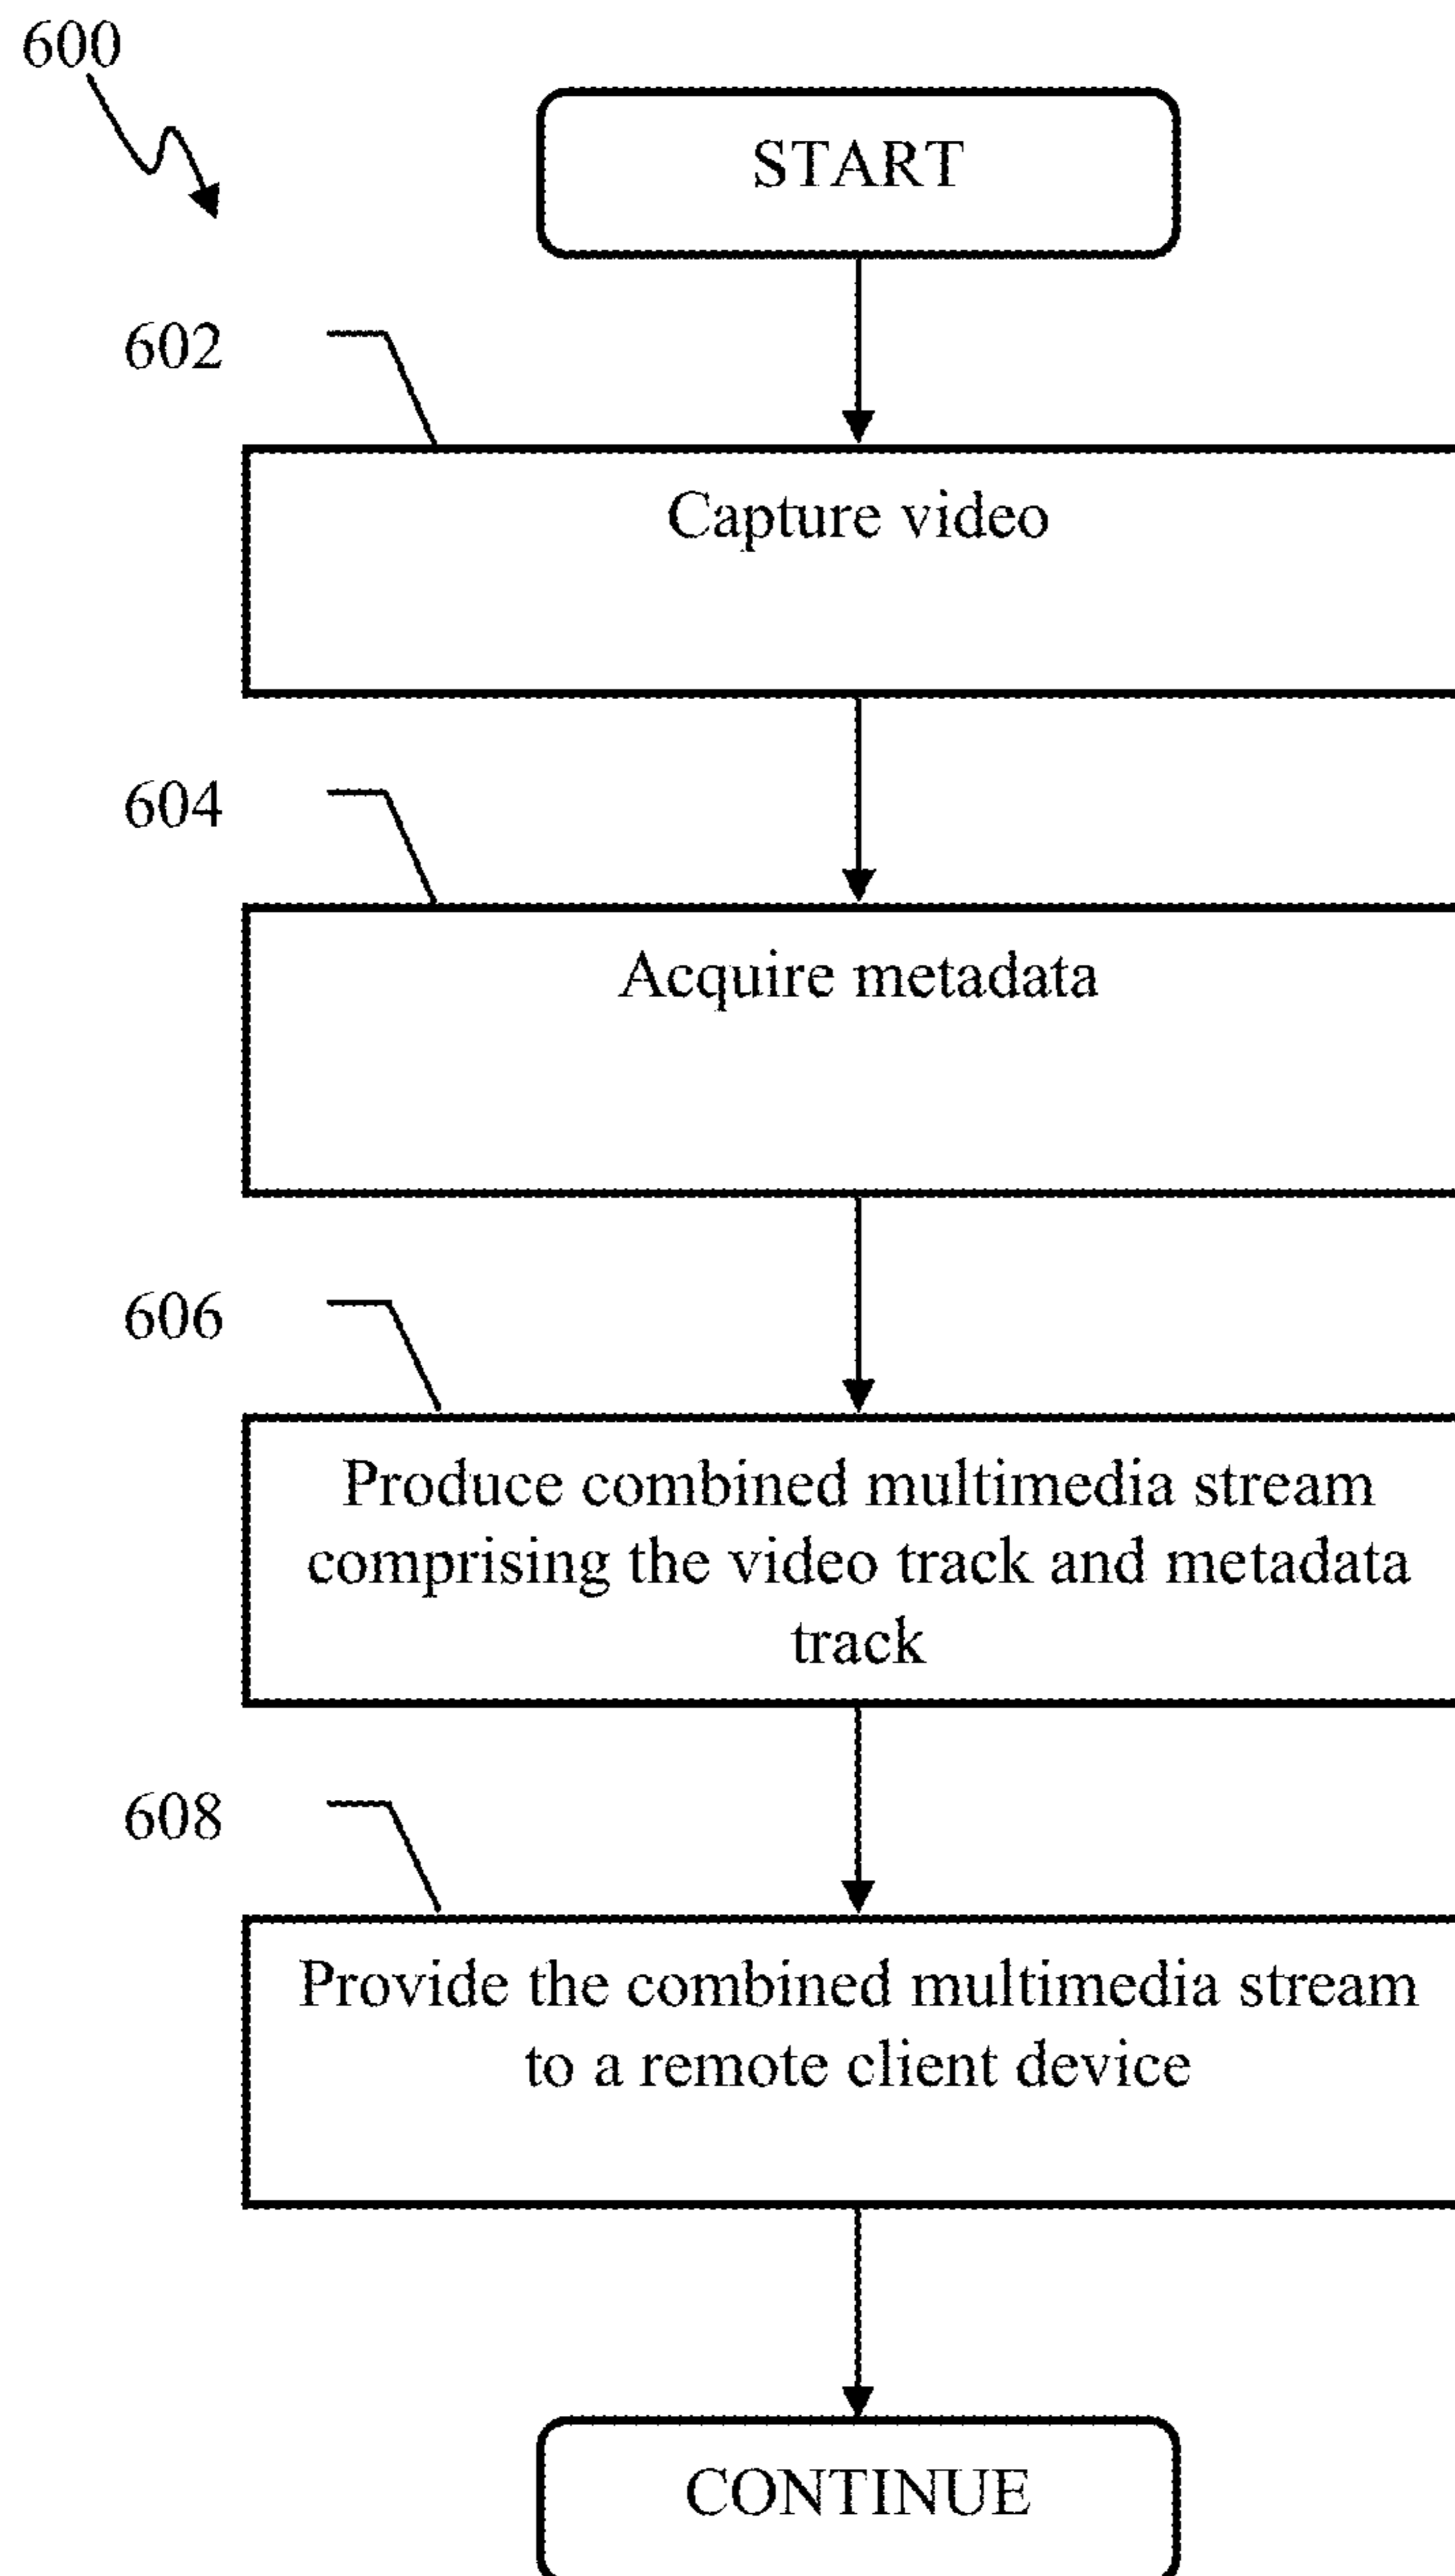 600
START
602
Capture video
604
Acquire metadata
606
Produce combined multimedia stream
comprising the video track and metadata
track
608
Provide the combined multimedia stream
to a remote client device
CONTINUE